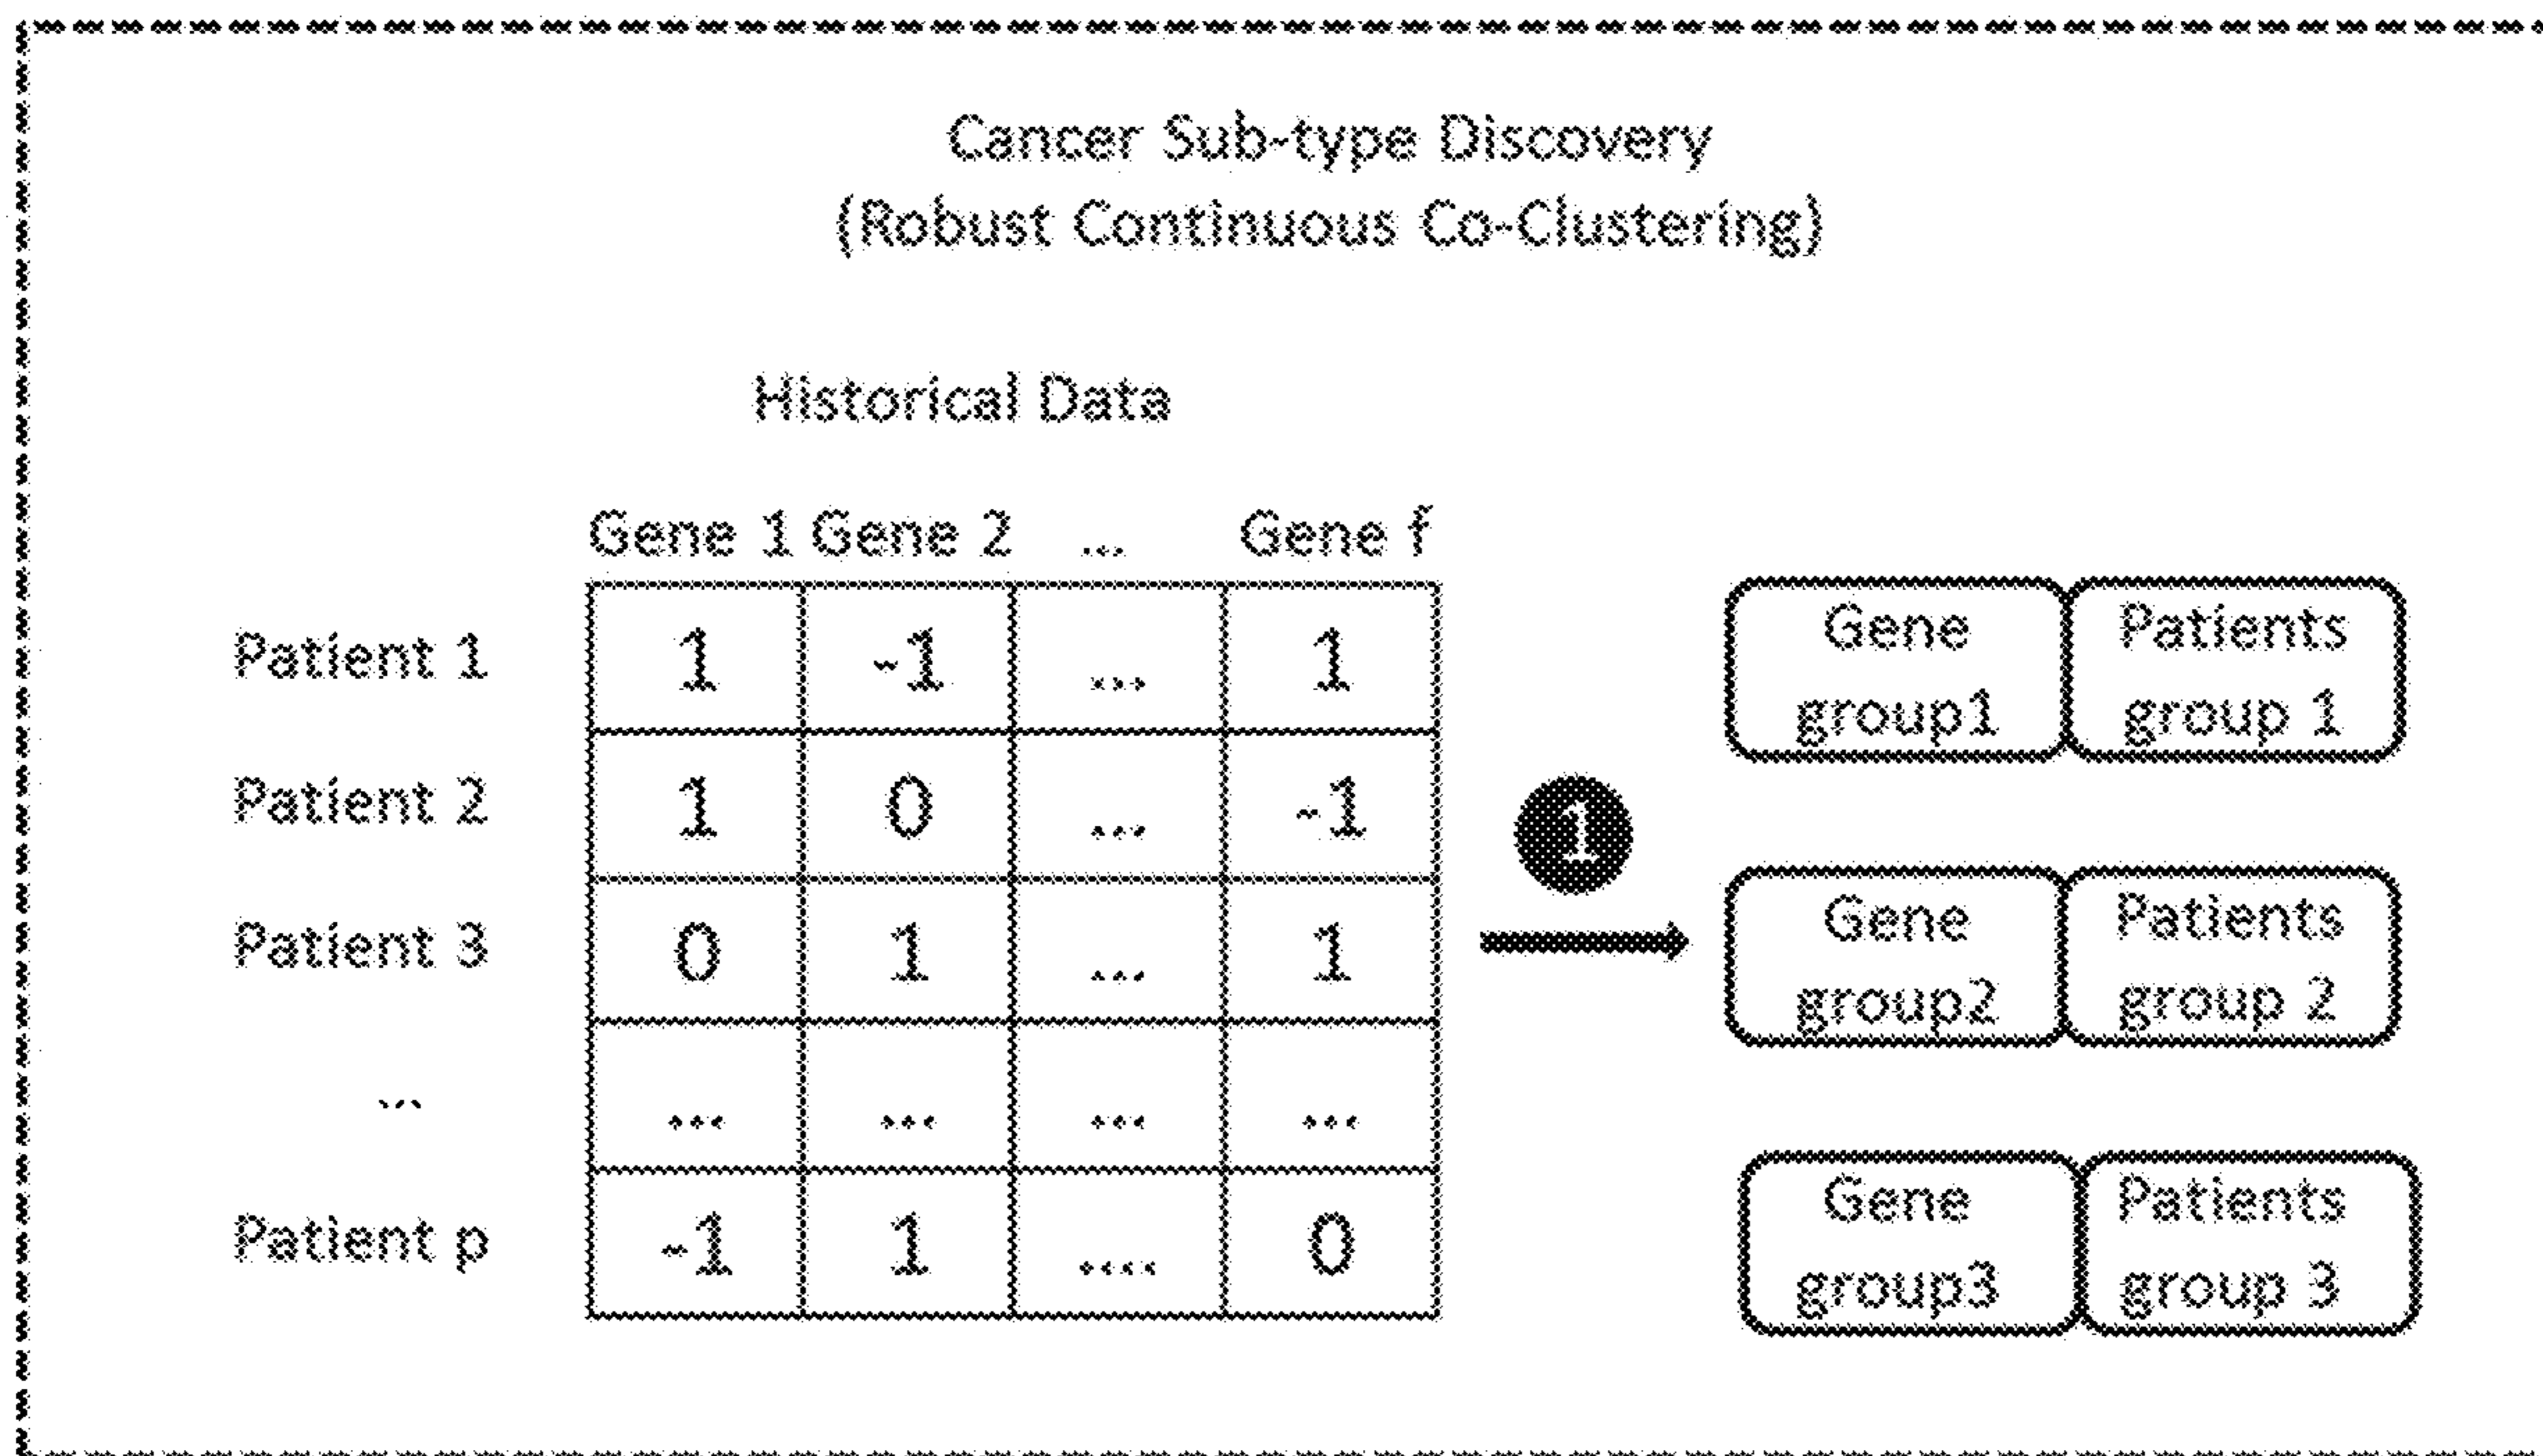 Cancer Sub-type Discovery
(Robust Continuous Co-Clustering)
Historical Data
Gene 1 Gene 2 ... Gene f
Patient 1 1 -1 ... 1
Patient 2 1 0 ... -1
Patient 3 0 1 ... 1
... ... ... ... ...
Patient p -1 1 .... 0
1
Gene
group1
Patients
group 1
Gene
group2
Patients
group 2
Gene
group3
Patients
group 3